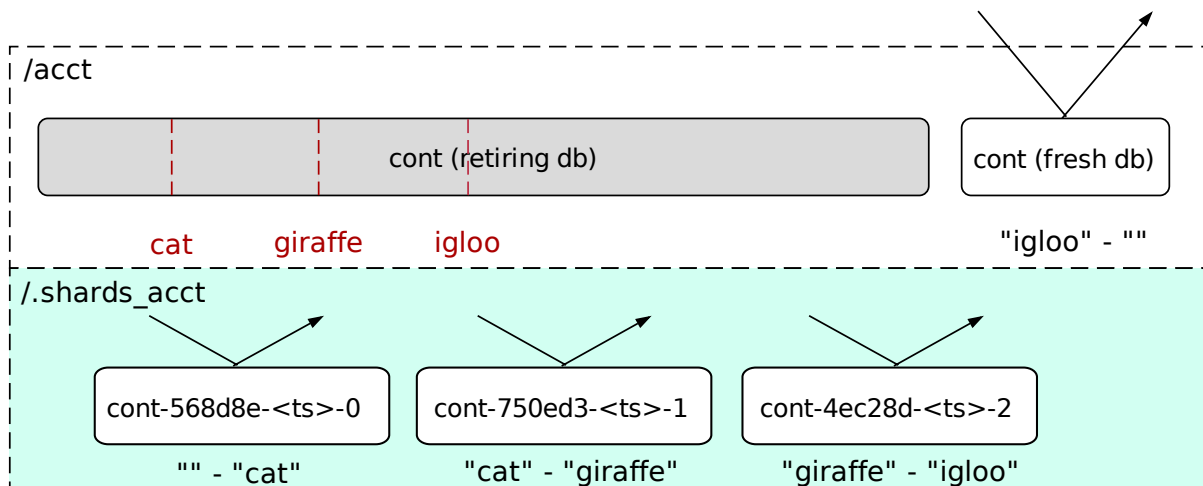 /acct
cont (retiring db)
cont (fresh db)
cat giraffe igloo
"igloo" - ""
/.shards_acct
cont-568d8e-<ts>-0
cont-750ed3-<ts>-1
cont-4ec28d-<ts>-2
"" - "cat"
"cat" - "giraffe"
"giraffe" - "igloo"